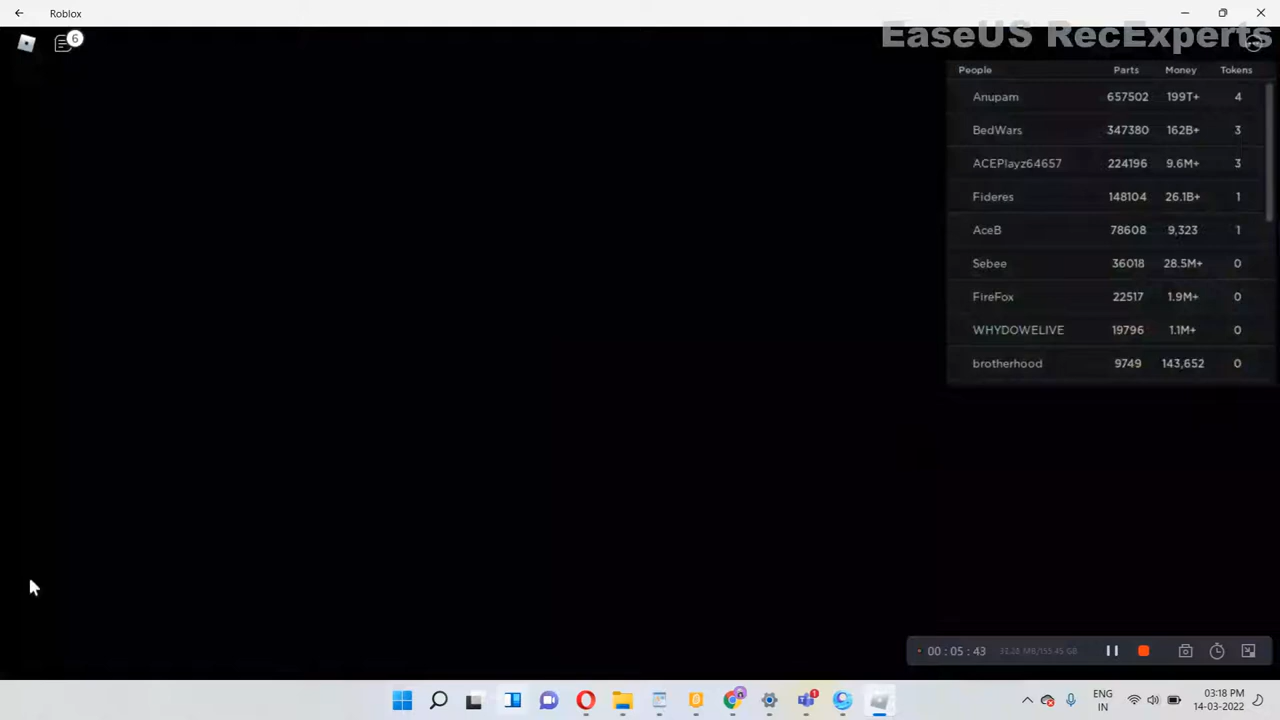 Roblox
EaseUS RecExperts
6
People Parts Money Tokens
Anupam 657502 199T+ 4
BedWars 347380 162B+ 3
ACEPlayz64657 224196 9.6M+ 3
Fideres 148104 26.1B+ 1
AceB 78608 9,323 1
Sebee 36018 28.5M+ 0
FireFox 22517 1.9M+ 0
WHYDOWELIVE 19796 1.1M+ 0
brotherhood 9749 143,652 0
00 : 05 : 43
ENG 03:18 PM
IN 14-03-2022
1